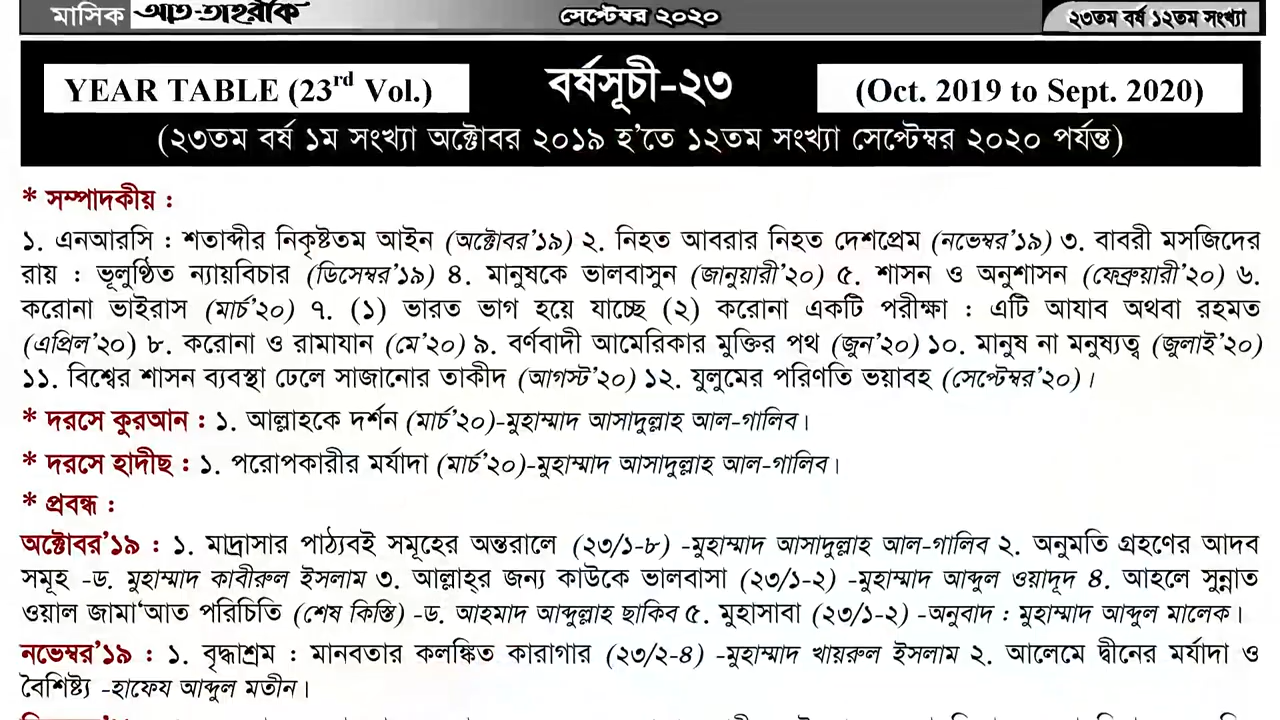 মাসিক আত-তাহরীক সেপ্টেম্বর ২০২০ ২৩তম বর্ষ ১২তম সংখ্যা
YEAR TABLE (23rd Vol.) বর্ষসূচী-২৩ (Oct. 2019 to Sept. 2020)
(২৩তম বর্ষ ১ম সংখ্যা অক্টোবর ২০১৯ হ'তে ১২তম সংখ্যা সেপ্টেম্বর ২০২০ পর্যন্ত)
* সম্পাদকীয় :
১. এনআরসি : শতাব্দীর নিকৃষ্টতম আইন (অক্টোবর'১৯) ২. নিহত আবরার নিহত দেশপ্রেম (নভেম্বর'১৯) ৩. বাবরী মসজিদের
রায় : ভূলুণ্ঠিত ন্যায়বিচার (ডিসেম্বর'১৯) ৪. মানুষকে ভালবাসুন (জানুয়ারী'২০) ৫. শাসন ও অনুশাসন (ফেব্রুয়ারী'২০) ৬.
করোনা ভাইরাস (মার্চ'২০) ৭. (১) ভারত ভাগ হয়ে যাচ্ছে (২) করোনা একটি পরীক্ষা : এটি আযাব অথবা রহমত
(এপ্রিল'২০) ৮. করোনা ও রামাযান (মে'২০) ৯. বর্ণবাদী আমেরিকার মুক্তির পথ (জুন'২০) ১০. মানুষ না মনুষ্যত্ব (জুলাই'২০)
১১. বিশ্বের শাসন ব্যবস্থা ঢেলে সাজানোর তাকীদ (আগস্ট'২০) ১২. যুলুমের পরিণতি ভয়াবহ (সেপ্টেম্বর'২০)।
* দরসে কুরআন : ১. আল্লাহকে দর্শন (মার্চ'২০)-মুহাম্মাদ আসাদুল্লাহ আল-গালিব।
* দরসে হাদীছ : ১. পরোপকারীর মর্যাদা (মার্চ'২০)-মুহাম্মাদ আসাদুল্লাহ আল-গালিব।
* প্রবন্ধ :
অক্টোবর'১৯ : ১. মাদ্রাসার পাঠ্যবই সমূহের অন্তরালে (২৩/১-৮) -মুহাম্মাদ আসাদুল্লাহ আল-গালিব ২. অনুমতি গ্রহণের আদব
সমূহ -ড. মুহাম্মাদ কাবীরুল ইসলাম ৩. আল্লাহ্‌র জন্য কাউকে ভালবাসা (২৩/১-২) -মুহাম্মাদ আব্দুল ওয়াদূদ ৪. আহলে সুন্নাত
ওয়াল জামা'আত পরিচিতি (শেষ কিস্তি) -ড. আহমাদ আব্দুল্লাহ ছাকিব ৫. মুহাসাবা (২৩/১-২) -অনুবাদ : মুহাম্মাদ আব্দুল মালেক।
নভেম্বর'১৯ : ১. বৃদ্ধাশ্রম : মানবতার কলঙ্কিত কারাগার (২৩/২-৪) -মুহাম্মাদ খায়রুল ইসলাম ২. আলেমে দ্বীনের মর্যাদা ও
বৈশিষ্ট্য -হাফেয আব্দুল মতীন।